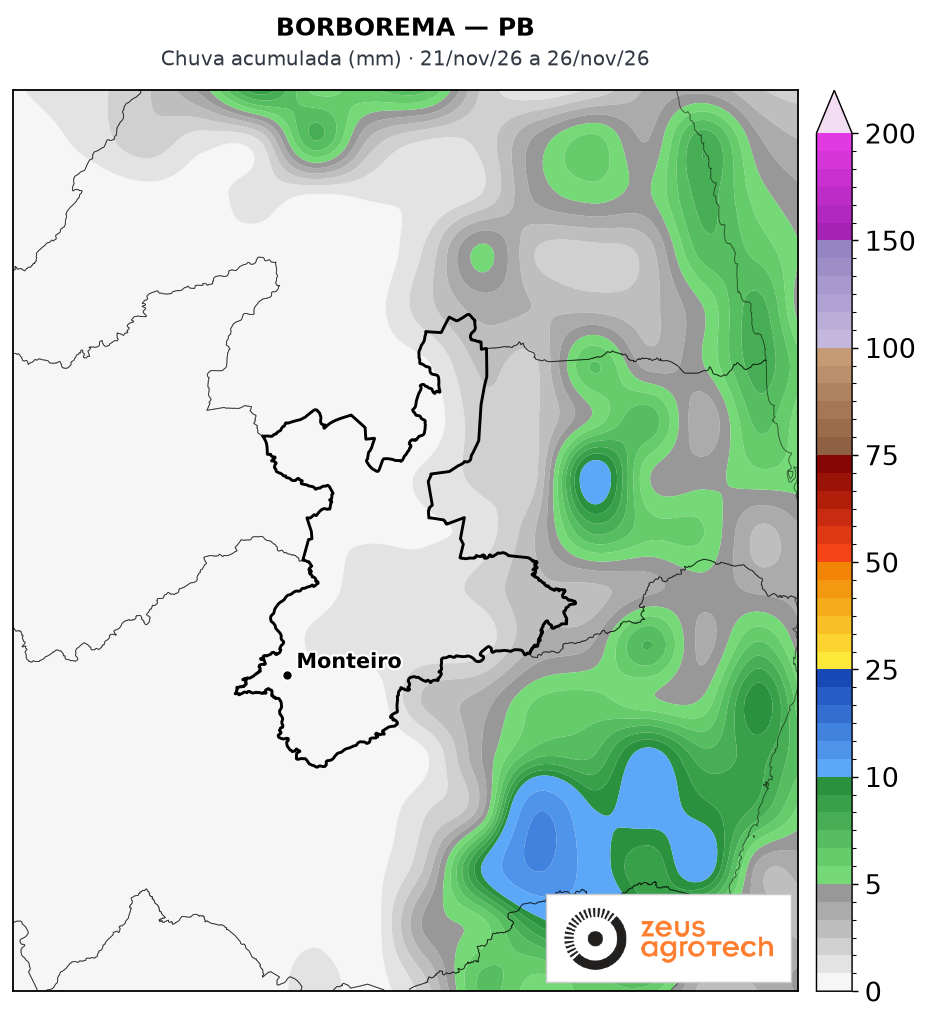 BORBOREMA — PB
Chuva acumulada (mm) · 21/nov/26 a 26/nov/26
200
150
100
75
50
25
10
5
0
Monteiro
zeus
agrotech